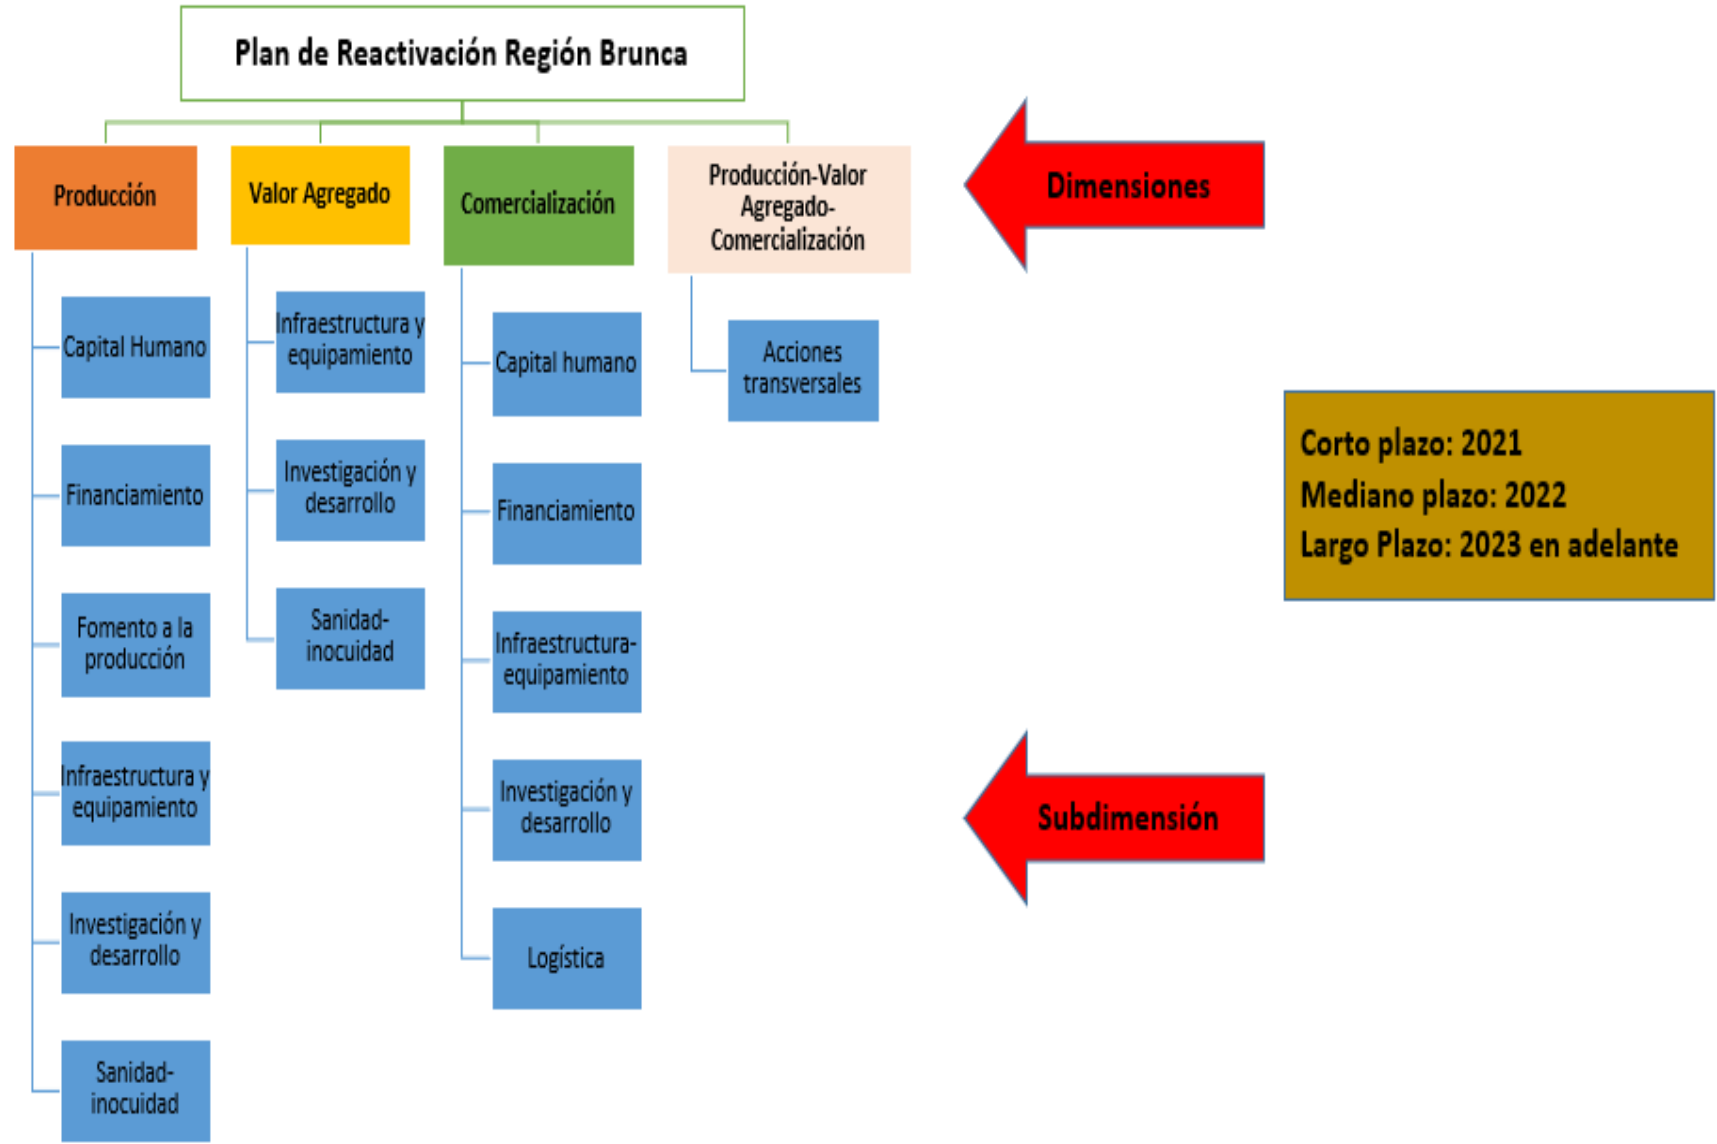 Plan de Reactivación Región Brunca
Producción
Capital Humano
Financiamiento
Fomento a la
producción
Infraestructura y
equipamiento
Investigación y
desarrollo
Sanidad-
inocuidad
Valor Agregado
Infraestructura y
equipamiento
Investigación y
desarrollo
Sanidad-
inocuidad
Comercialización
Capital humano
Financiamiento
Infraestructura-
equipamiento
Investigación y
desarrollo
Logística
Producción-Valor
Agregado-
Comercialización
Acciones
transversales
Dimensiones
Corto plazo: 2021
Mediano plazo: 2022
Largo Plazo: 2023 en adelante
Subdimensión